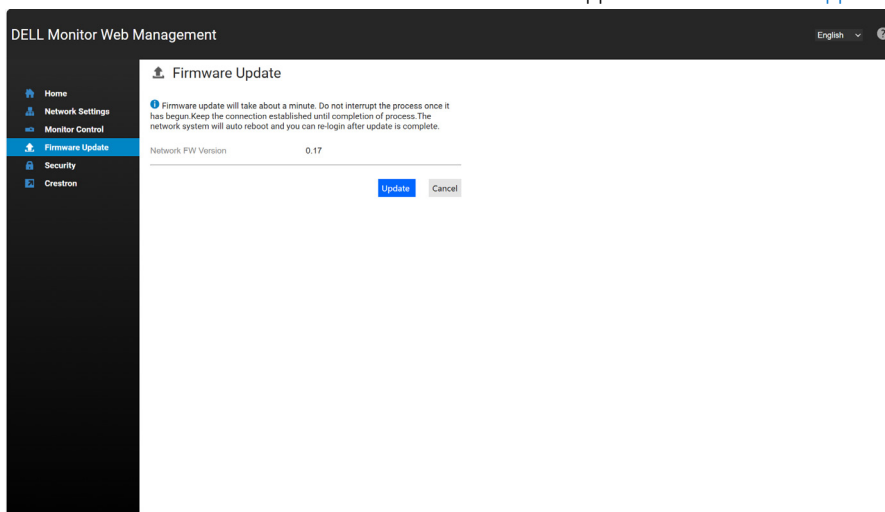 DELL Monitor Web Management
English
Home
Network Settings
Monitor Control
Firmware Update
Security
Crestron
Firmware Update
Firmware update will take about a minute. Do not interrupt the process once it
has begun.Keep the connection established until completion of process.The
network system will auto reboot and you can re-login after update is complete.
Network FW Version 0.17
Update Cancel